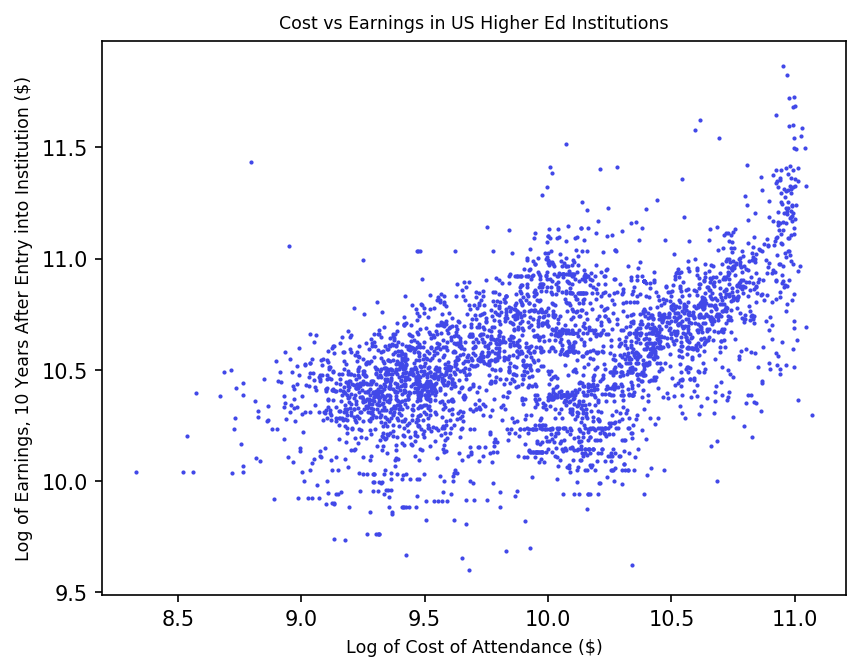 Cost vs Earnings in US Higher Ed Institutions
Log of Earnings, 10 Years After Entry into Institution ($)
11.5
11.0
10.5
10.0
9.5
8.5 9.0 9.5 10.0 10.5 11.0
Log of Cost of Attendance ($)